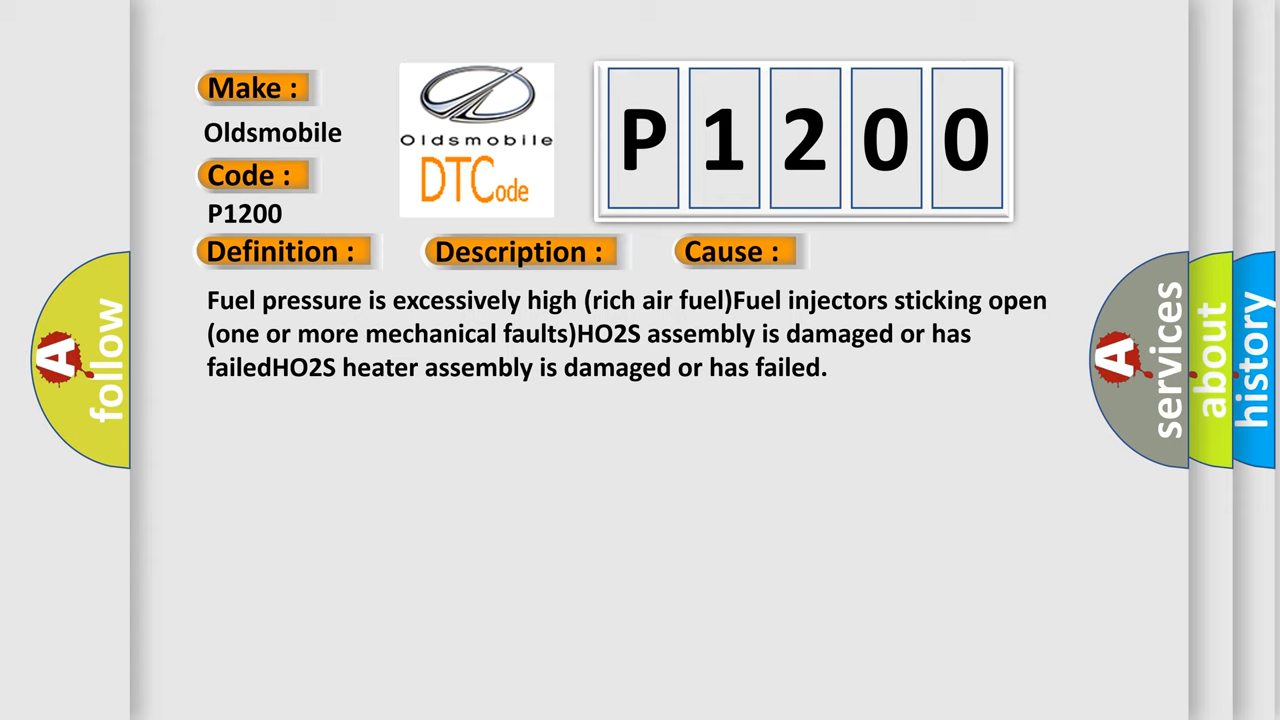 Make :
Oldsmobile
Code :
P1200
Oldsmobile
DTCode
P 1 2 0 0
Definition :
Description :
Cause :
Fuel pressure is excessively high (rich air fuel)Fuel injectors sticking open
(one or more mechanical faults)HO2S assembly is damaged or has
failedHO2S heater assembly is damaged or has failed.
A
follow
A
services
about
history